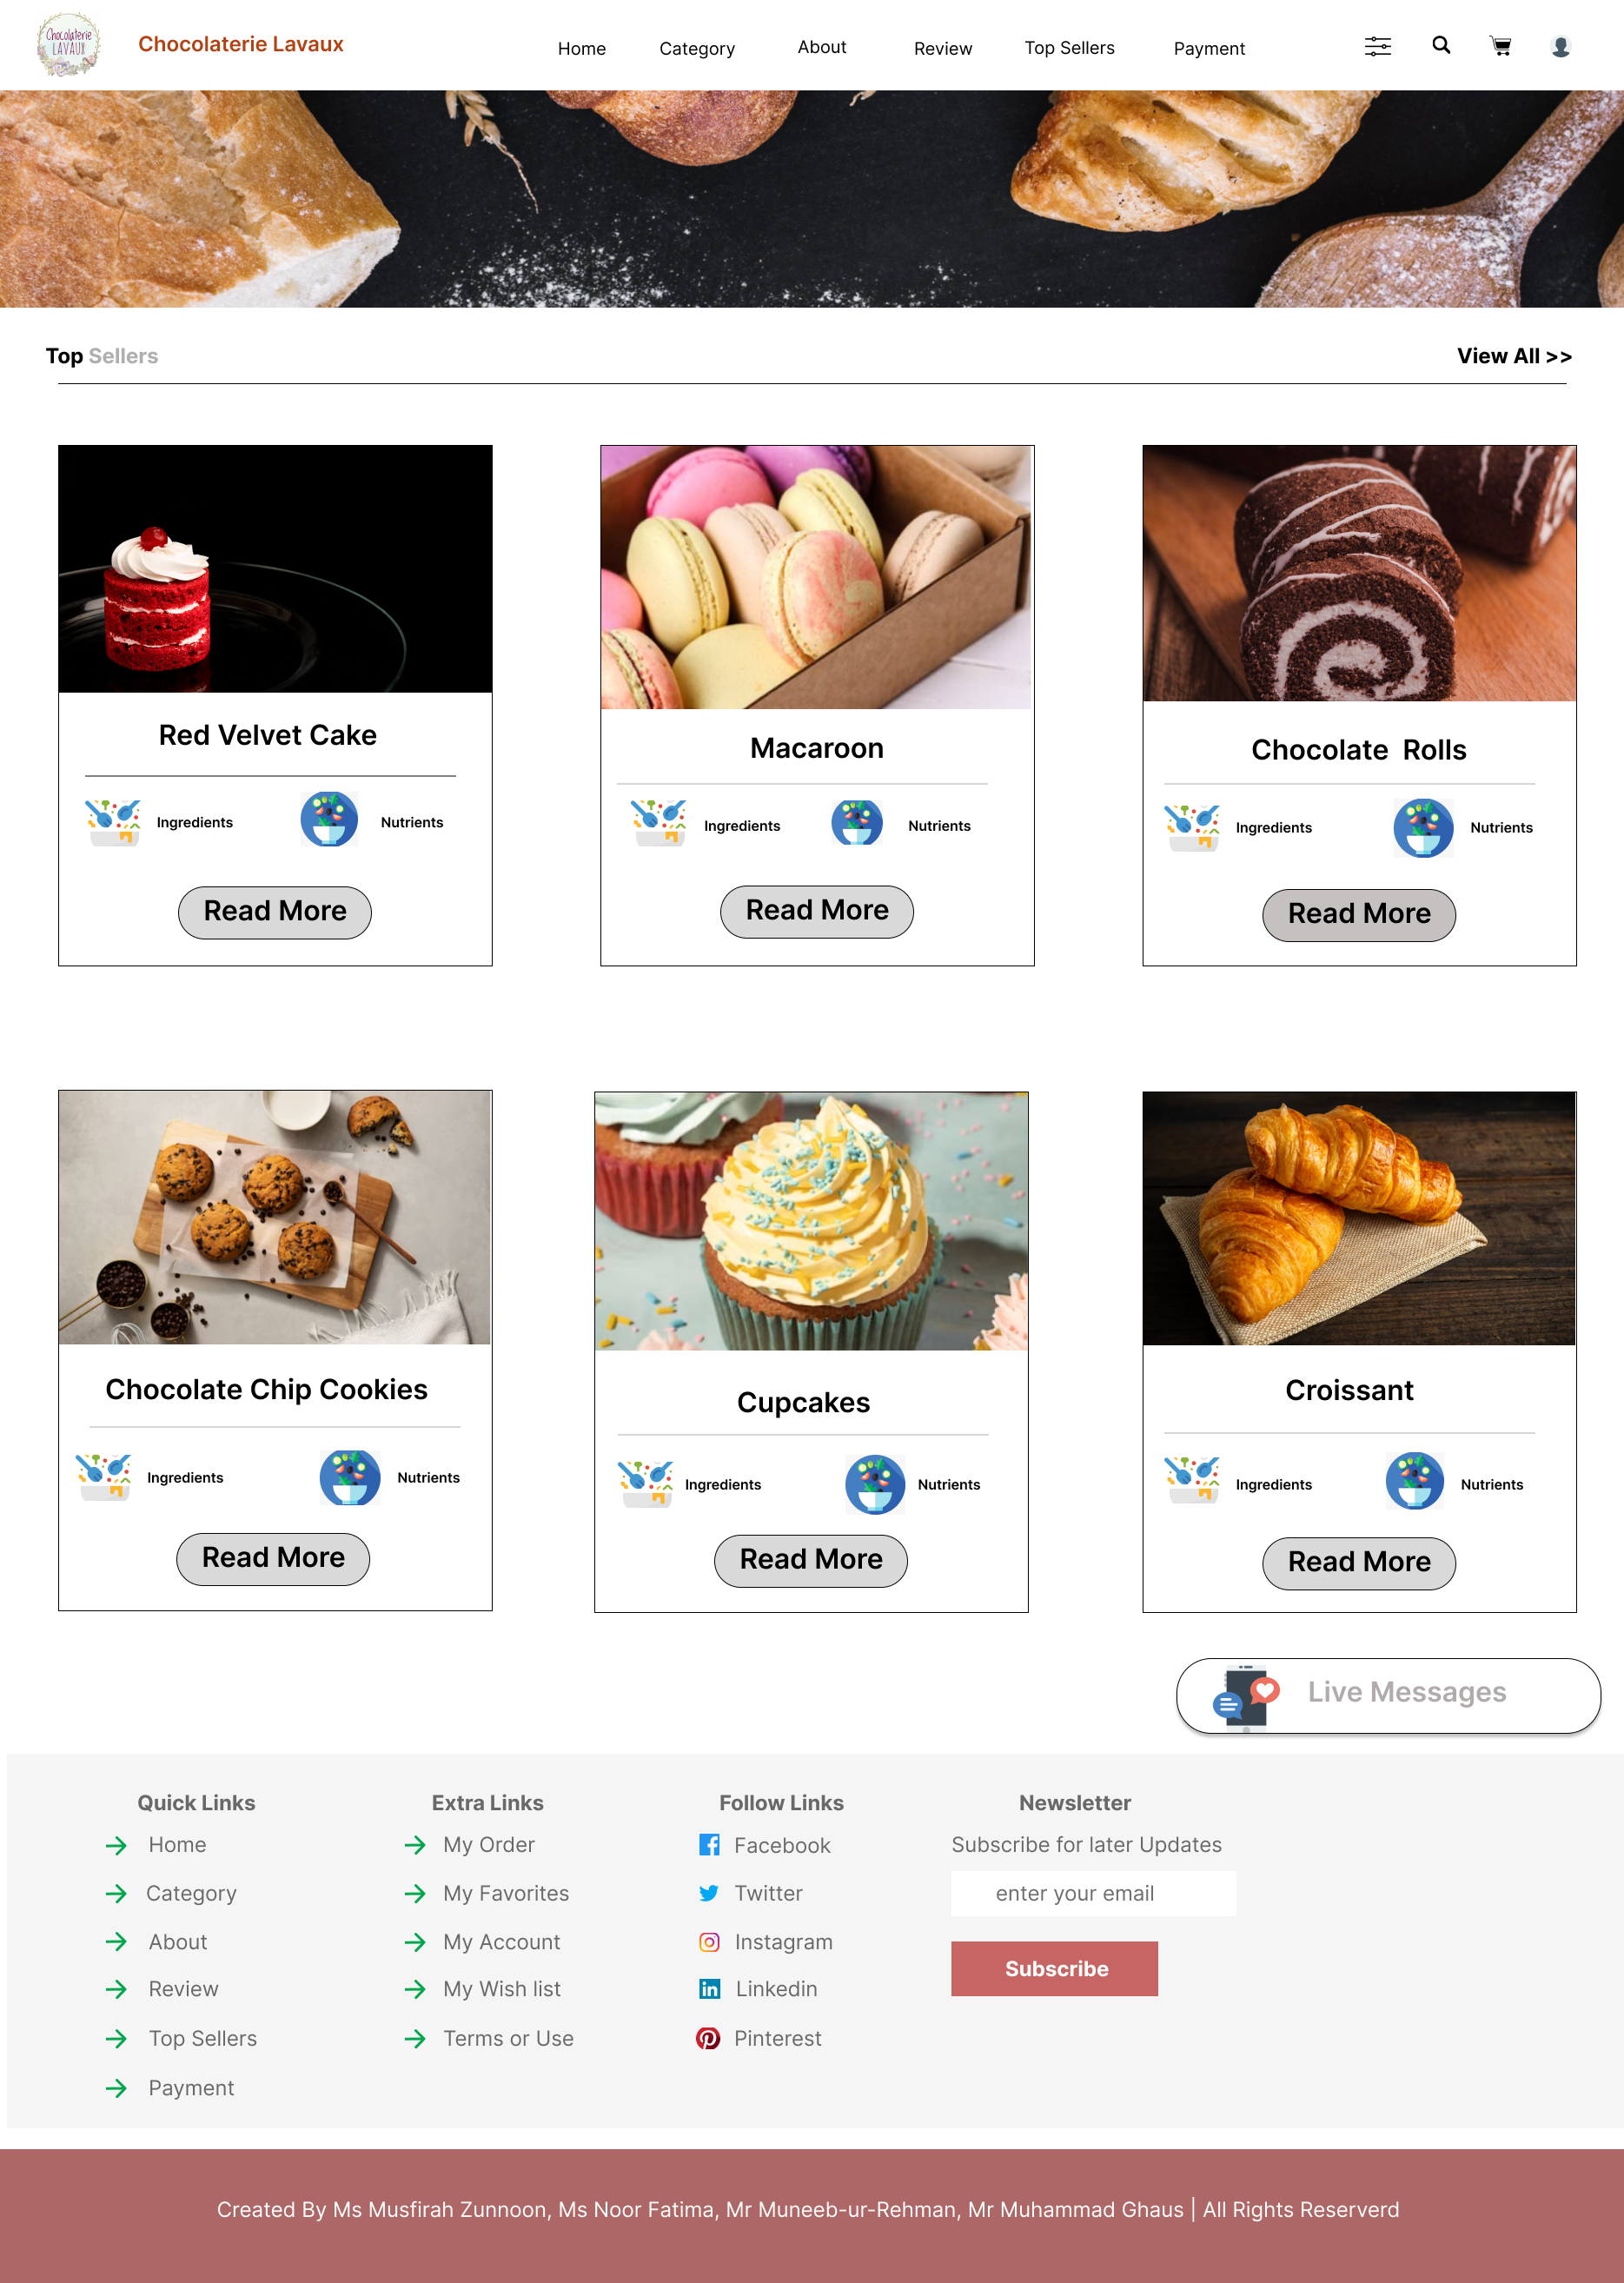 Chocolaterie
LAVAUX
Chocolaterie Lavaux
Home
Category
About
Review
Top Sellers
Payment
Top Sellers
View All >>
Red Velvet Cake
Ingredients
Nutrients
Read More
Macaroon
Ingredients
Nutrients
Read More
Chocolate Rolls
Ingredients
Nutrients
Read More
Chocolate Chip Cookies
Ingredients
Nutrients
Read More
Cupcakes
Ingredients
Nutrients
Read More
Croissant
Ingredients
Nutrients
Read More
Live Messages
Quick Links
Home
Category
About
Review
Top Sellers
Payment
Extra Links
My Order
My Favorites
My Account
My Wish list
Terms or Use
Follow Links
Facebook
Twitter
Instagram
Linkedin
Pinterest
Newsletter
Subscribe for later Updates
enter your email
Subscribe
Created By Ms Musfirah Zunnoon, Ms Noor Fatima, Mr Muneeb-ur-Rehman, Mr Muhammad Ghaus | All Rights Reserverd